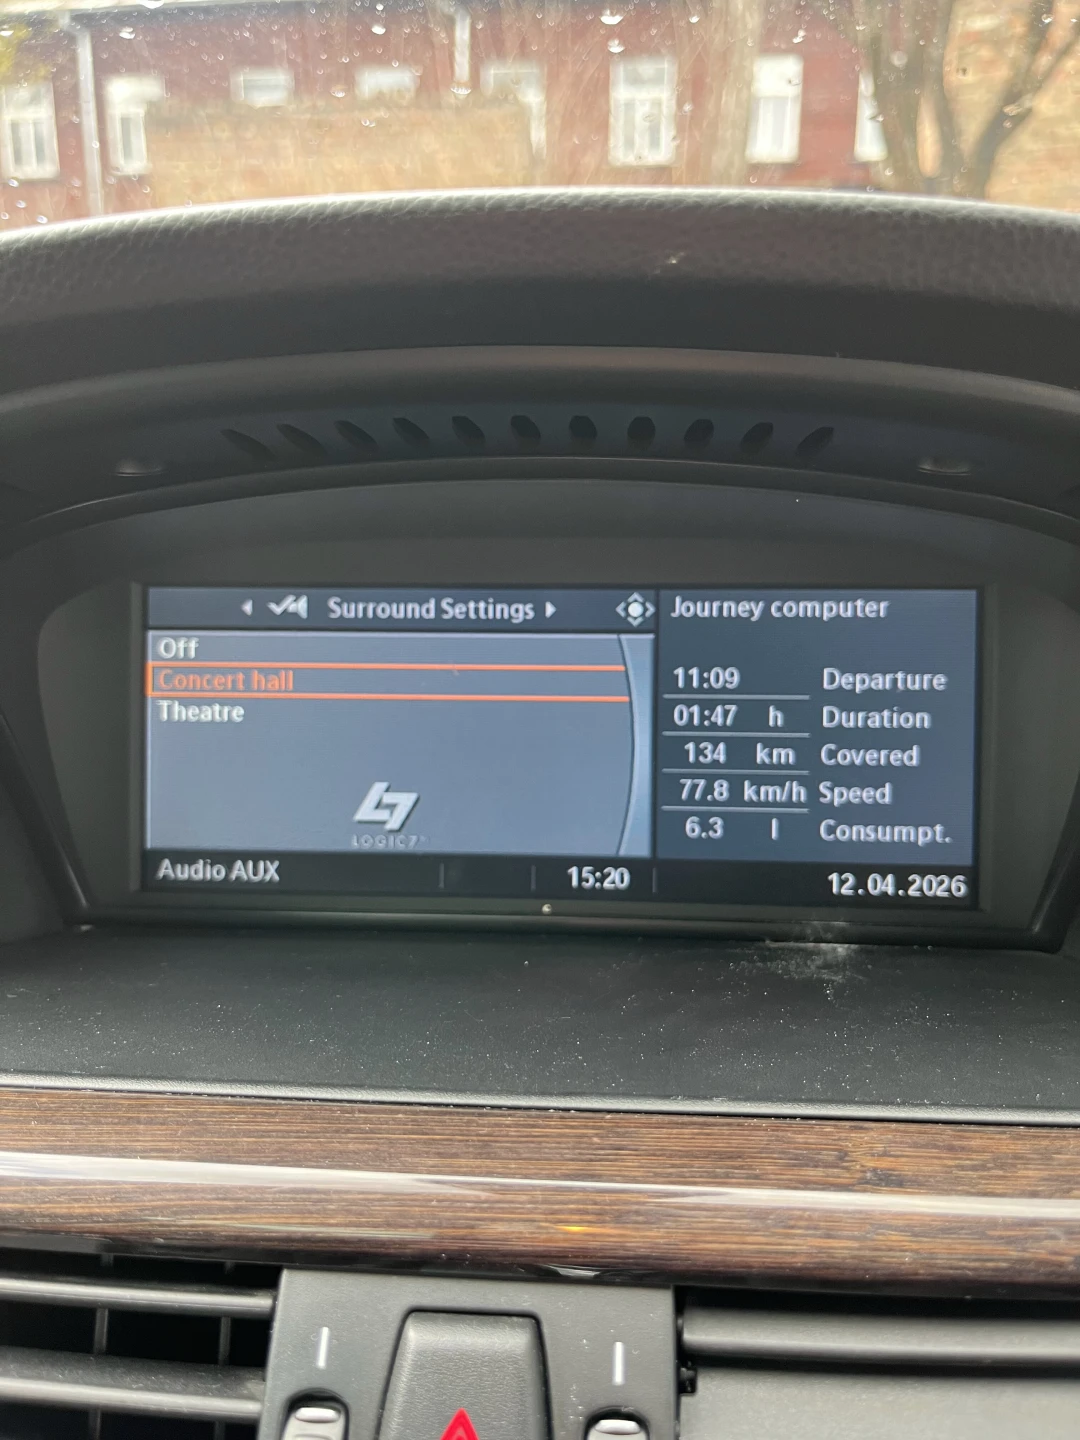 Surround Settings
Off
Concert hall
Theatre
LOGIC7
Audio AUX
15:20
Journey computer
11:09 Departure
01:47 h Duration
134 km Covered
77.8 km/h Speed
6.3 l Consumpt.
12.04.2026